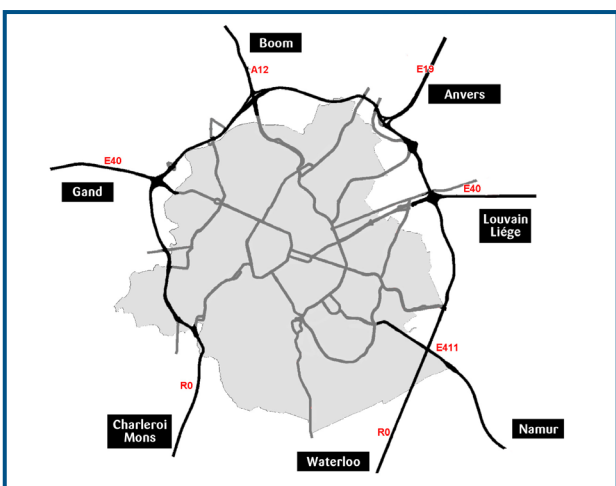 Boom
A12
E19
Anvers
E40
Gand
E40
Louvain
Liége
E411
R0
Charleroi
Mons
R0
Namur
Waterloo